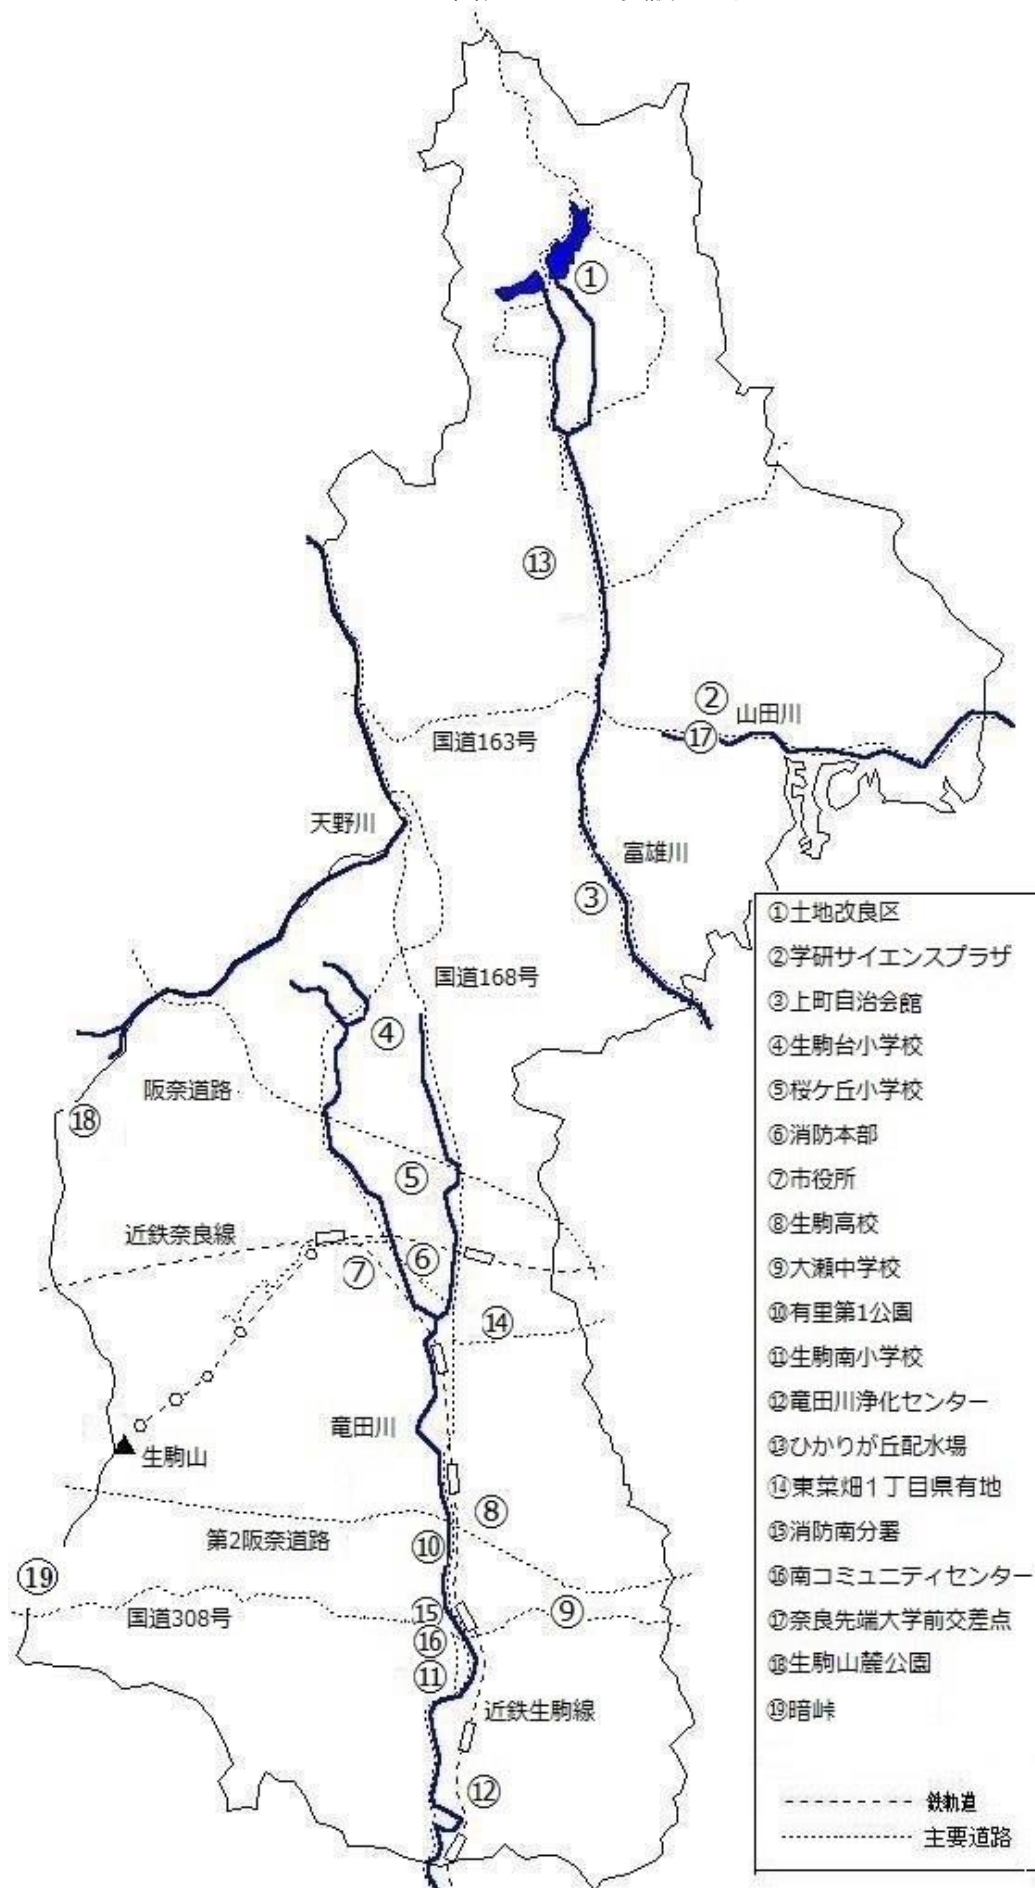 ①
⑬
②
山田川
⑰
国道163号
天野川
富雄川
③
国道168号
④
阪奈道路
⑱
⑤
近鉄奈良線
⑥
⑦
⑭
竜田川
生駒山
⑧
第2阪奈道路
⑩
⑲
⑨
国道308号
⑮
⑯
⑪
近鉄生駒線
⑫
①土地改良区
②学研サイエンスプラザ
③上町自治会館
④生駒台小学校
⑤桜ケ丘小学校
⑥消防本部
⑦市役所
⑧生駒高校
⑨大瀬中学校
⑩有里第1公園
⑪生駒南小学校
⑫竜田川浄化センター
⑬ひかりが丘配水場
⑭東菜畑1丁目県有地
⑮消防南分署
⑯南コミュニティセンター
⑰奈良先端大学前交差点
⑱生駒山麓公園
⑲暗峠
鉄軌道
主要道路